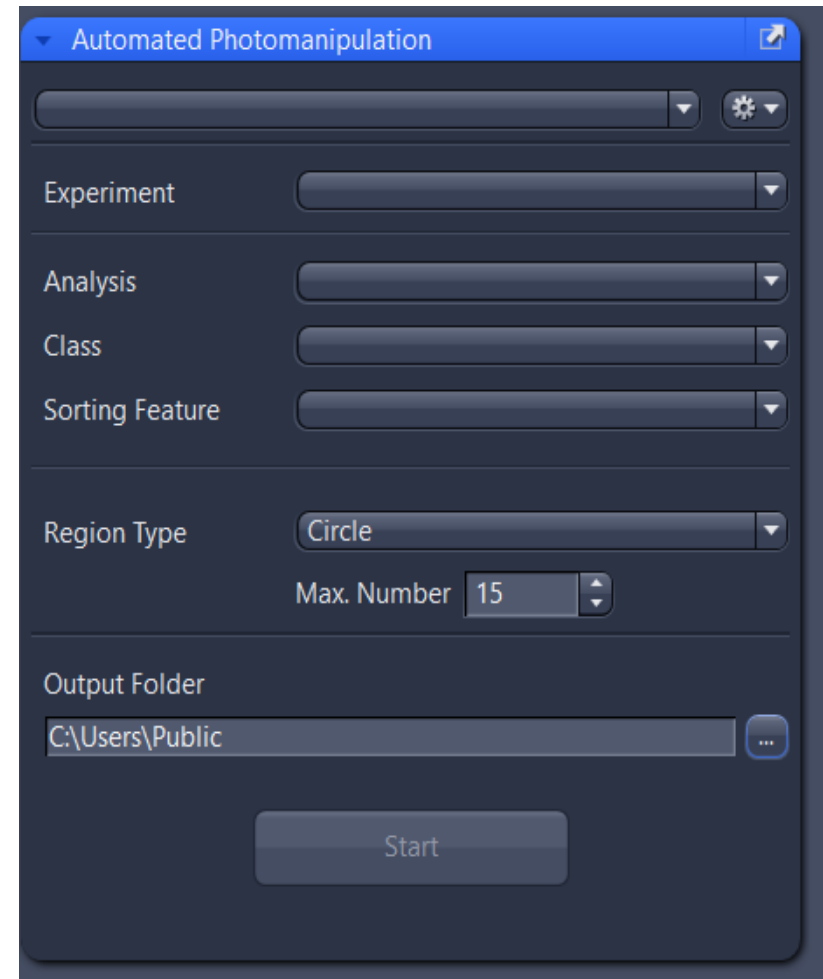 Automated Photomanipulation
Experiment
Analysis
Class
Sorting Feature
Region Type Circle
Max. Number 15
Output Folder
C:\Users\Public ...
Start